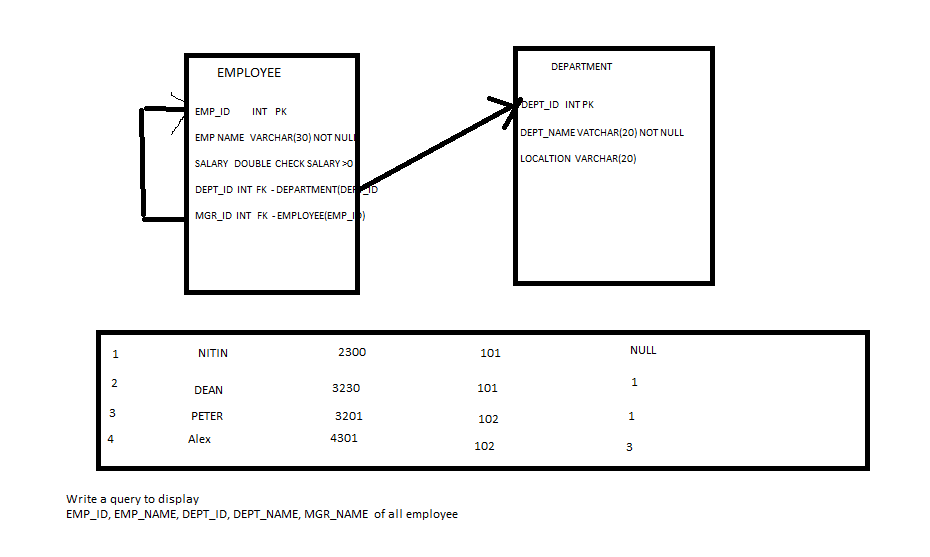 EMPLOYEE
EMP_ID INT PK
EMP NAME VARCHAR(30) NOT NULL
SALARY DOUBLE CHECK SALARY >0
DEPT_ID INT FK - DEPARTMENT(DEPT_ID
MGR_ID INT FK - EMPLOYEE(EMP_ID)
DEPARTMENT
DEPT_ID INT PK
DEPT_NAME VATCHAR(20) NOT NULL
LOCALTION VARCHAR(20)
1 NITIN 2300 101 NULL
2 DEAN 3230 101 1
3 PETER 3201 102 1
4 Alex 4301 102 3
Write a query to display
EMP_ID, EMP_NAME, DEPT_ID, DEPT_NAME, MGR_NAME of all employee